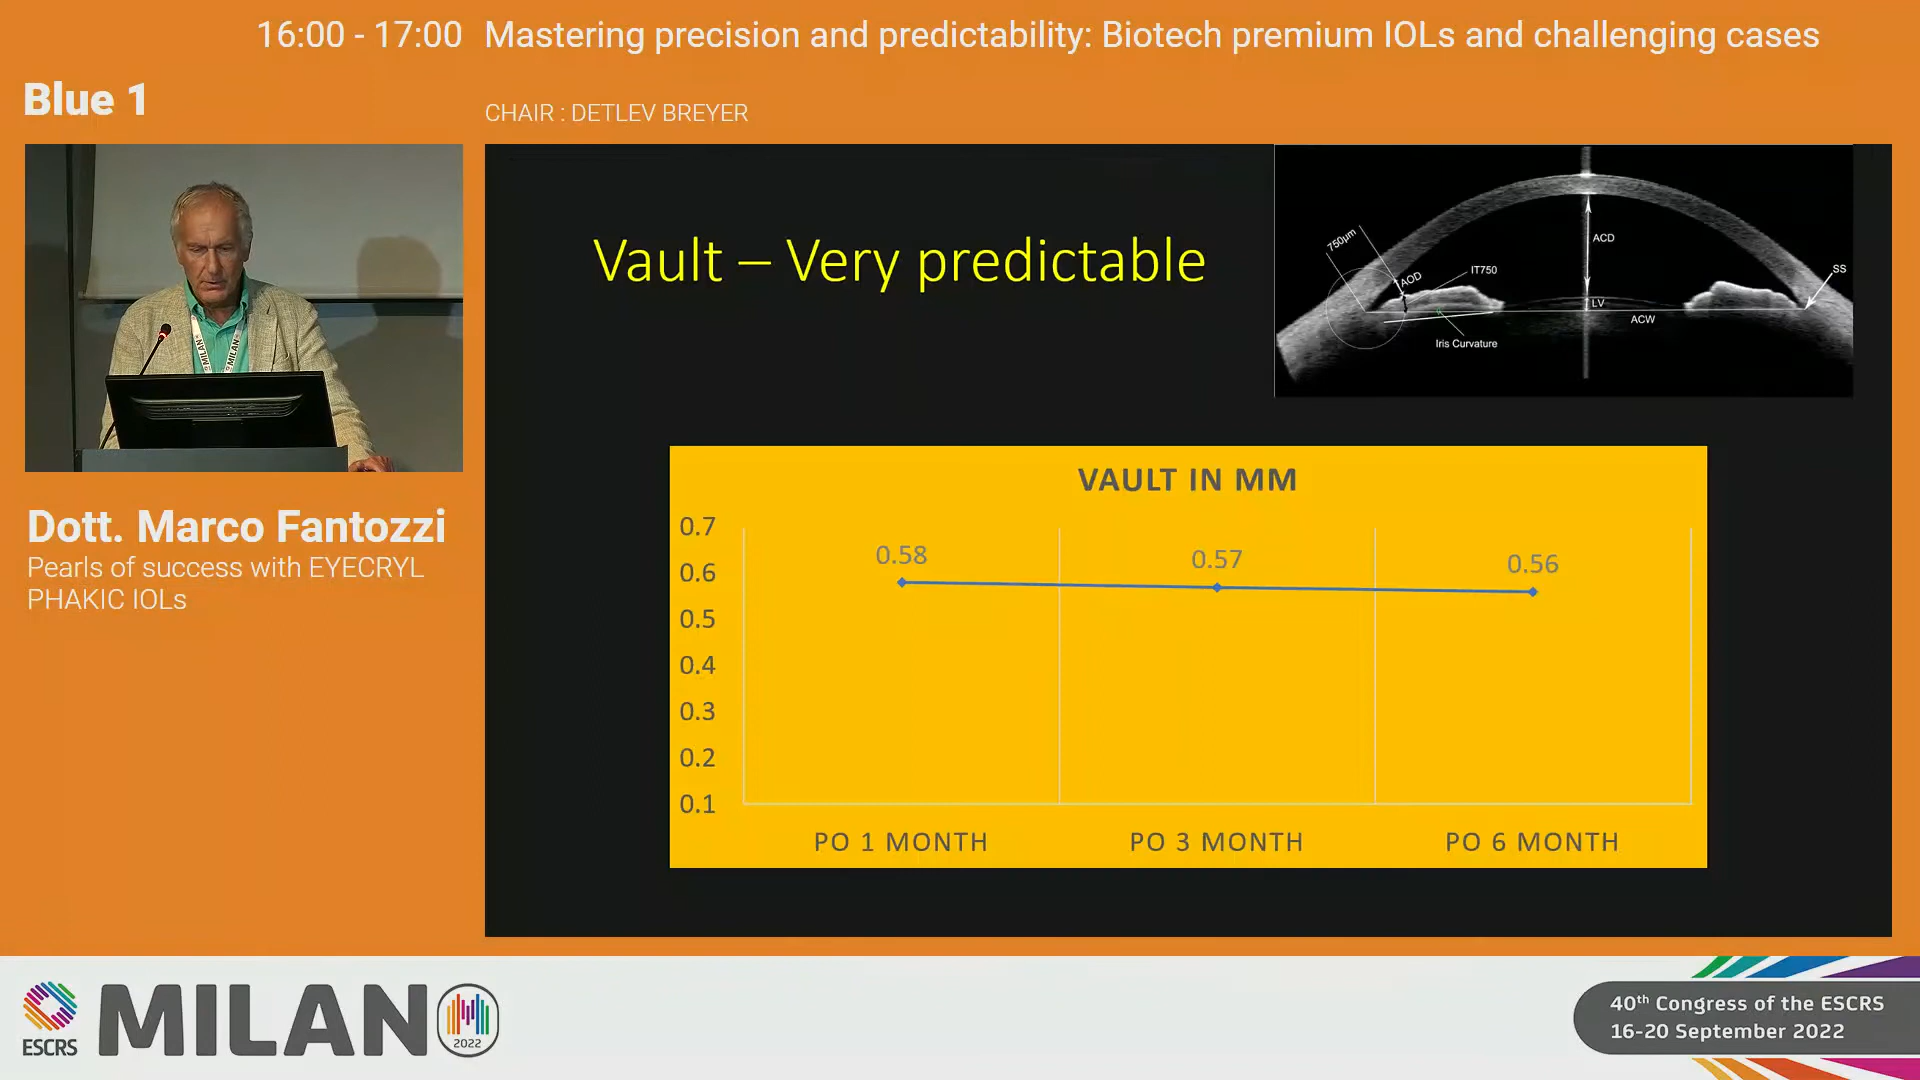 16:00 - 17:00 Mastering precision and predictability: Biotech premium IOLs and challenging cases
Blue 1
CHAIR : DETLEV BREYER
MILAN
MILAN
Dott. Marco Fantozzi
Pearls of success with EYECRYL
PHAKIC IOLs
Vault – Very predictable
750µm
AOD
IT750
ACD
LV
SS
ACW
Iris Curvature
VAULT IN MM
0.7
0.6
0.5
0.4
0.3
0.2
0.1
0.58
0.57
0.56
PO 1 MONTH
PO 3 MONTH
PO 6 MONTH
ESCRS
MILAN
2022
40th Congress of the ESCRS
16-20 September 2022